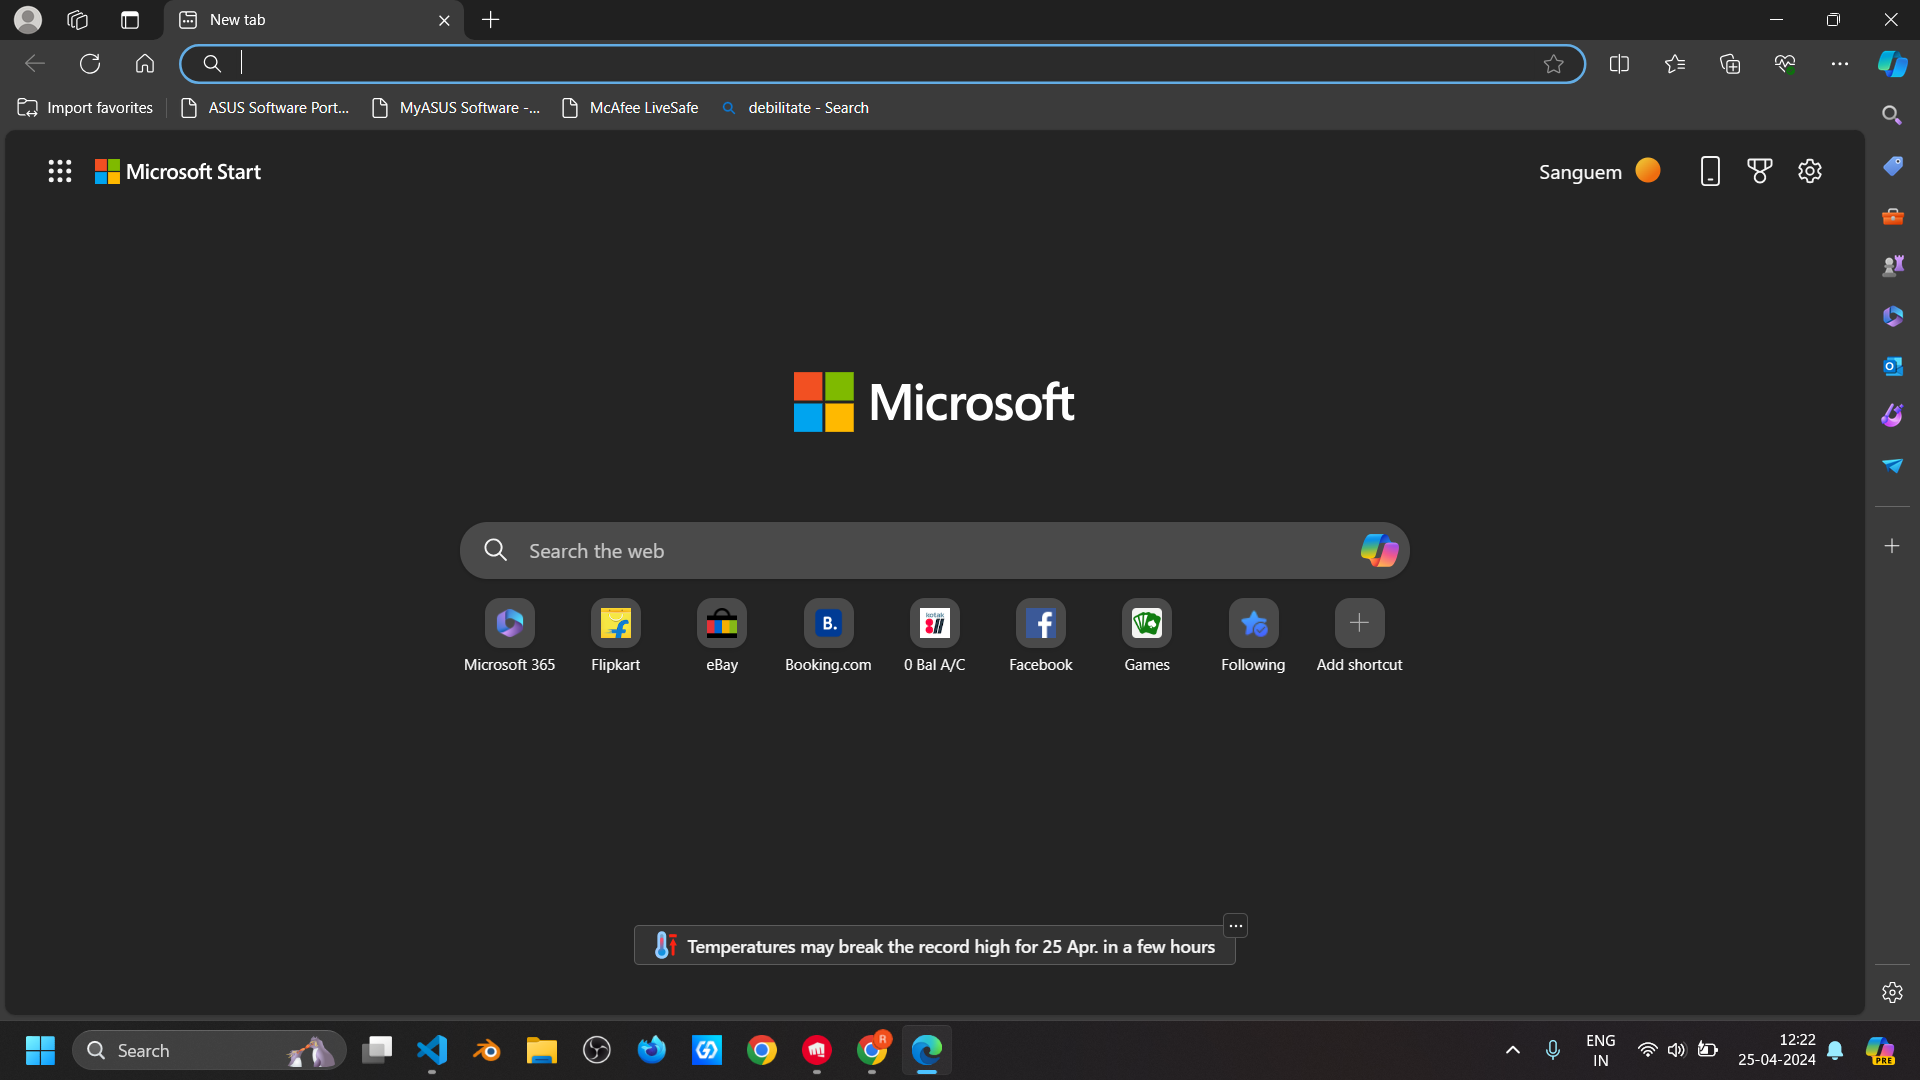 New tab
Import favorites
ASUS Software Port...
MyASUS Software -...
McAfee LiveSafe
debilitate - Search
Microsoft Start
Sanguem
Microsoft
Search the web
Microsoft 365
Flipkart
eBay
B.
Booking.com
kotak
0 Bal A/C
Facebook
Games
Following
Add shortcut
Temperatures may break the record high for 25 Apr. in a few hours
Search
R
ENG
IN
12:22
25-04-2024
PRE